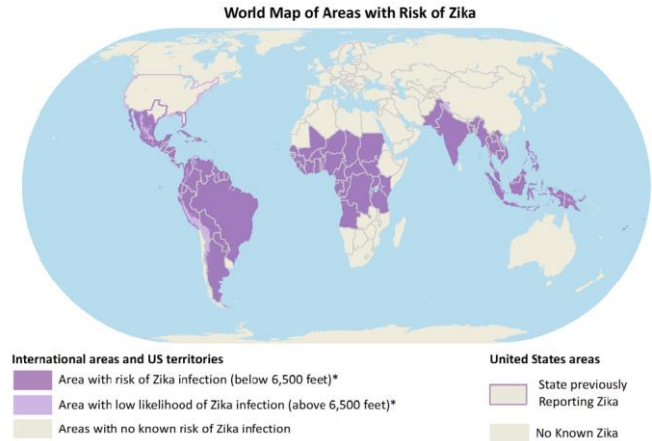 World Map of Areas with Risk of Zika
International areas and US territories
Area with risk of Zika infection (below 6,500 feet)*
Area with low likelihood of Zika infection (above 6,500 feet)*
Areas with no known risk of Zika infection
United States areas
State previously
Reporting Zika
No Known Zika